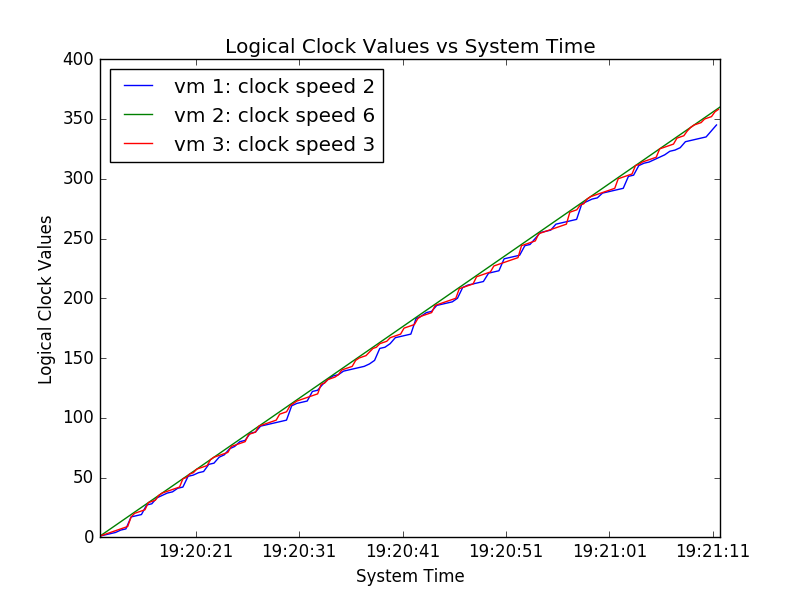 Logical Clock Values vs System Time
vm 1: clock speed 2
vm 2: clock speed 6
vm 3: clock speed 3
Logical Clock Values
400
350
300
250
200
150
100
50
0
19:20:21 19:20:31 19:20:41 19:20:51 19:21:01 19:21:11
System Time